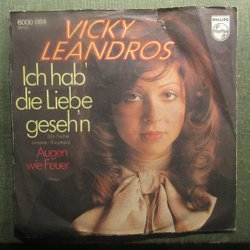 6000 084
PHILIPS
VICKY
LEANDROS
Ich hab'
die Liebe
geseh'n
Augen
wie Feuer